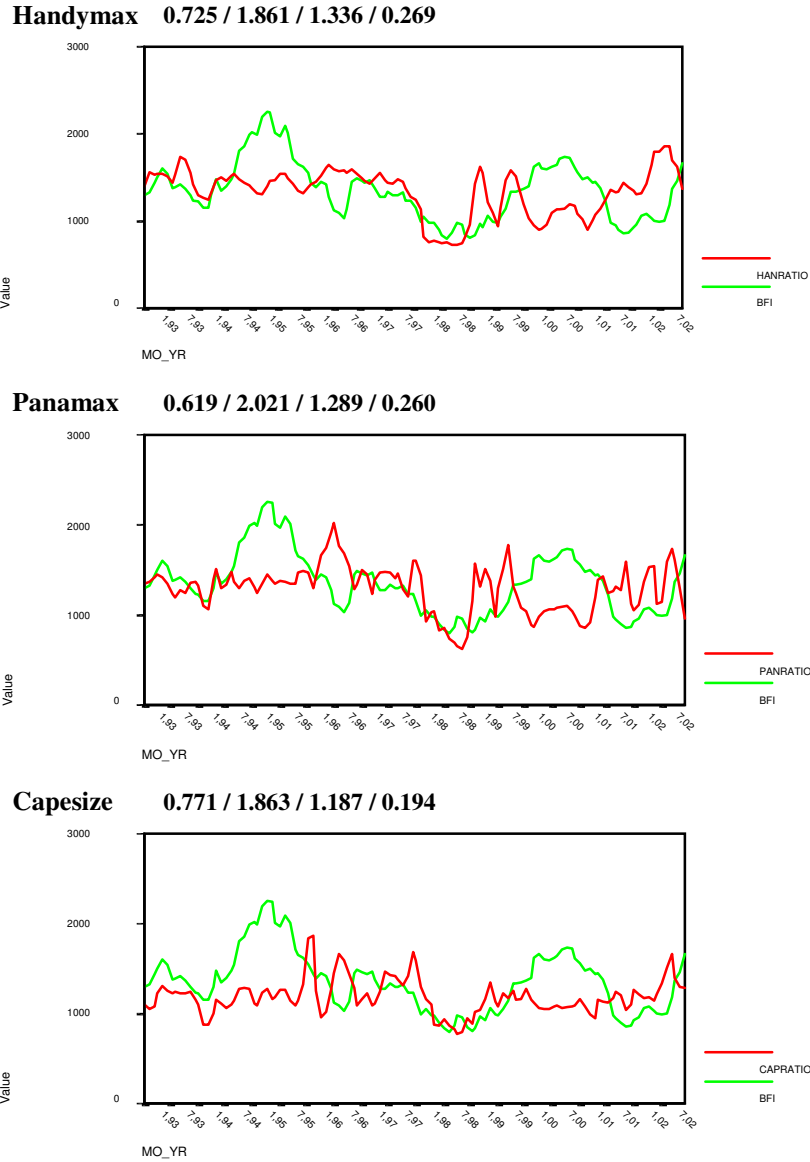 Handymax 0.725 / 1.861 / 1.336 / 0.269
3000
2000
1000
0
Value
1,93 7,93 1,94 7,94 1,95 7,95 1,96 7,96 1,97 7,97 1,98 7,98 1,99 7,99 1,00 7,00 1,01 7,01 1,02 7,02
MO_YR
HANRATIO
BFI
Panamax 0.619 / 2.021 / 1.289 / 0.260
3000
2000
1000
0
Value
1,93 7,93 1,94 7,94 1,95 7,95 1,96 7,96 1,97 7,97 1,98 7,98 1,99 7,99 1,00 7,00 1,01 7,01 1,02 7,02
MO_YR
PANRATIO
BFI
Capesize 0.771 / 1.863 / 1.187 / 0.194
3000
2000
1000
0
Value
1,93 7,93 1,94 7,94 1,95 7,95 1,96 7,96 1,97 7,97 1,98 7,98 1,99 7,99 1,00 7,00 1,01 7,01 1,02 7,02
MO_YR
CAPRATIO
BFI